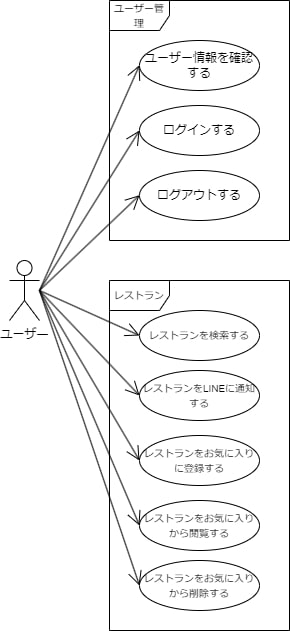 ユーザー管
理
ユーザー情報を確認
する
ログインする
ログアウトする
ユーザー
レストラン
レストランを検索する
レストランをLINEに通知
する
レストランをお気に入り
に登録する
レストランをお気に入り
から閲覧する
レストランをお気に入り
から削除する